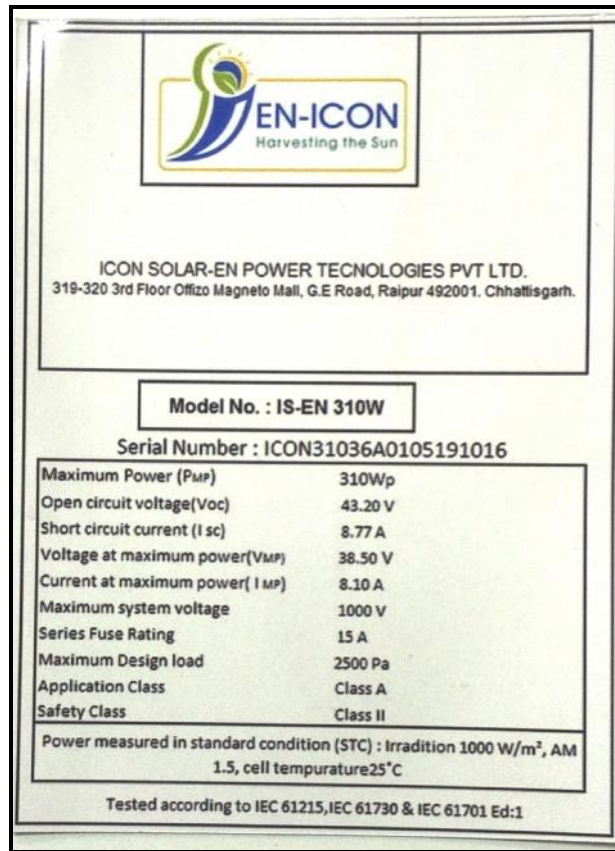 EN-ICON
Harvesting the Sun
ICON SOLAR-EN POWER TECNOLOGIES PVT LTD.
319-320 3rd Floor Offizo Magneto Mall, G.E Road, Raipur 492001. Chhattisgarh.
Model No. : IS-EN 310W
Serial Number : ICON31036A0105191016
Maximum Power (PMP) 310Wp
Open circuit voltage(Voc) 43.20 V
Short circuit current (I sc) 8.77 A
Voltage at maximum power(VMP) 38.50 V
Current at maximum power( I MP) 8.10 A
Maximum system voltage 1000 V
Series Fuse Rating 15 A
Maximum Design load 2500 Pa
Application Class Class A
Safety Class Class II
Power measured in standard condition (STC) : Irradition 1000 W/m², AM
1.5, cell tempurature25°C
Tested according to IEC 61215,IEC 61730 & IEC 61701 Ed:1